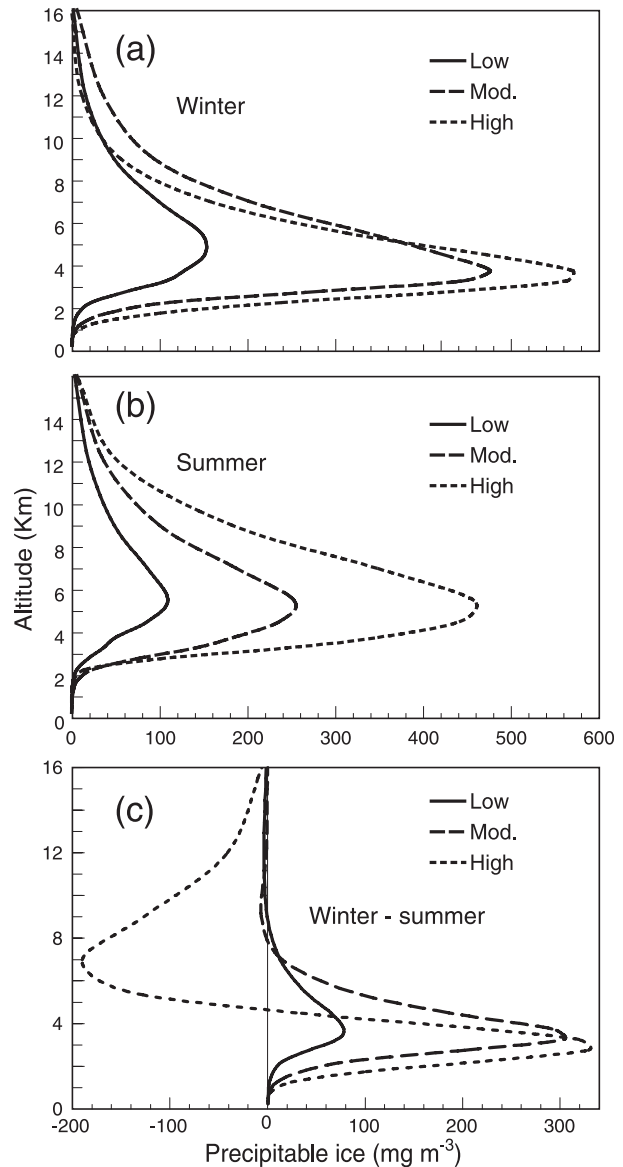 16
(a)
14
Low
Mod.
12
Winter
High
10
8
6
4
2
0
(b)
14
Low
Mod.
12
Summer
High
10
8
6
4
2
0
Altitude (Km)
0 100 200 300 400 500 600
16
(c)
Low
Mod.
High
12
Winter - summer
8
4
0
-200 -100 0 100 200 300
Precipitable ice (mg m-3)